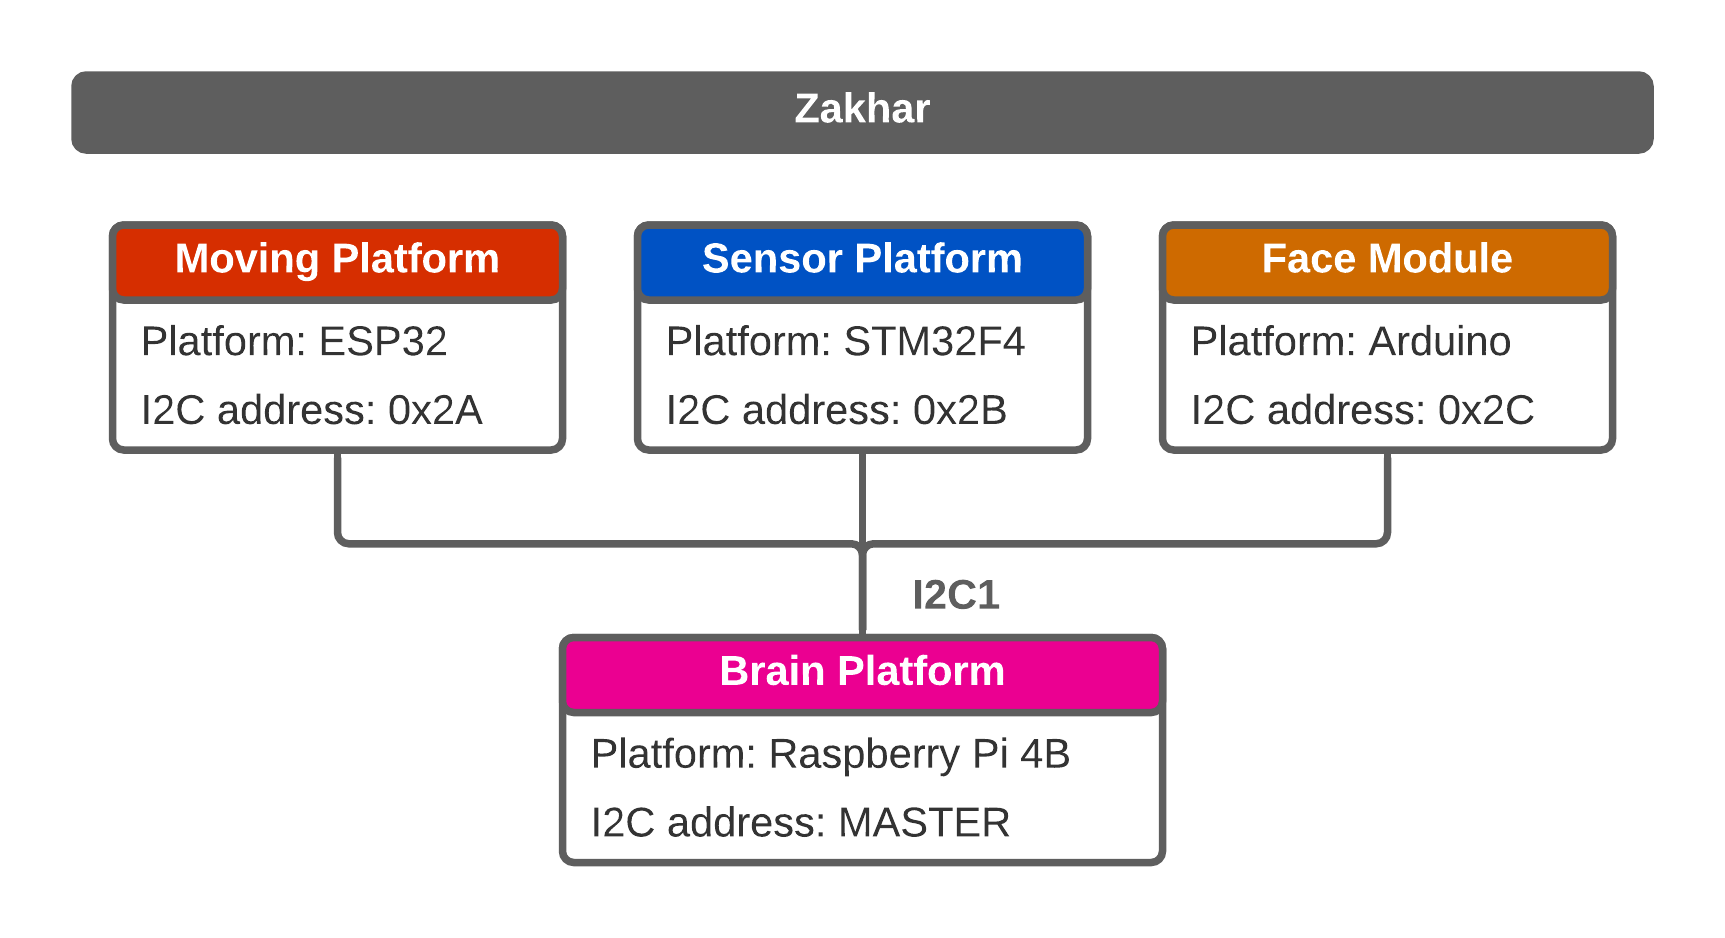 Zakhar
Moving Platform
Platform: ESP32
I2C address: 0x2A
Sensor Platform
Platform: STM32F4
I2C address: 0x2B
Face Module
Platform: Arduino
I2C address: 0x2C
I2C1
Brain Platform
Platform: Raspberry Pi 4B
I2C address: MASTER